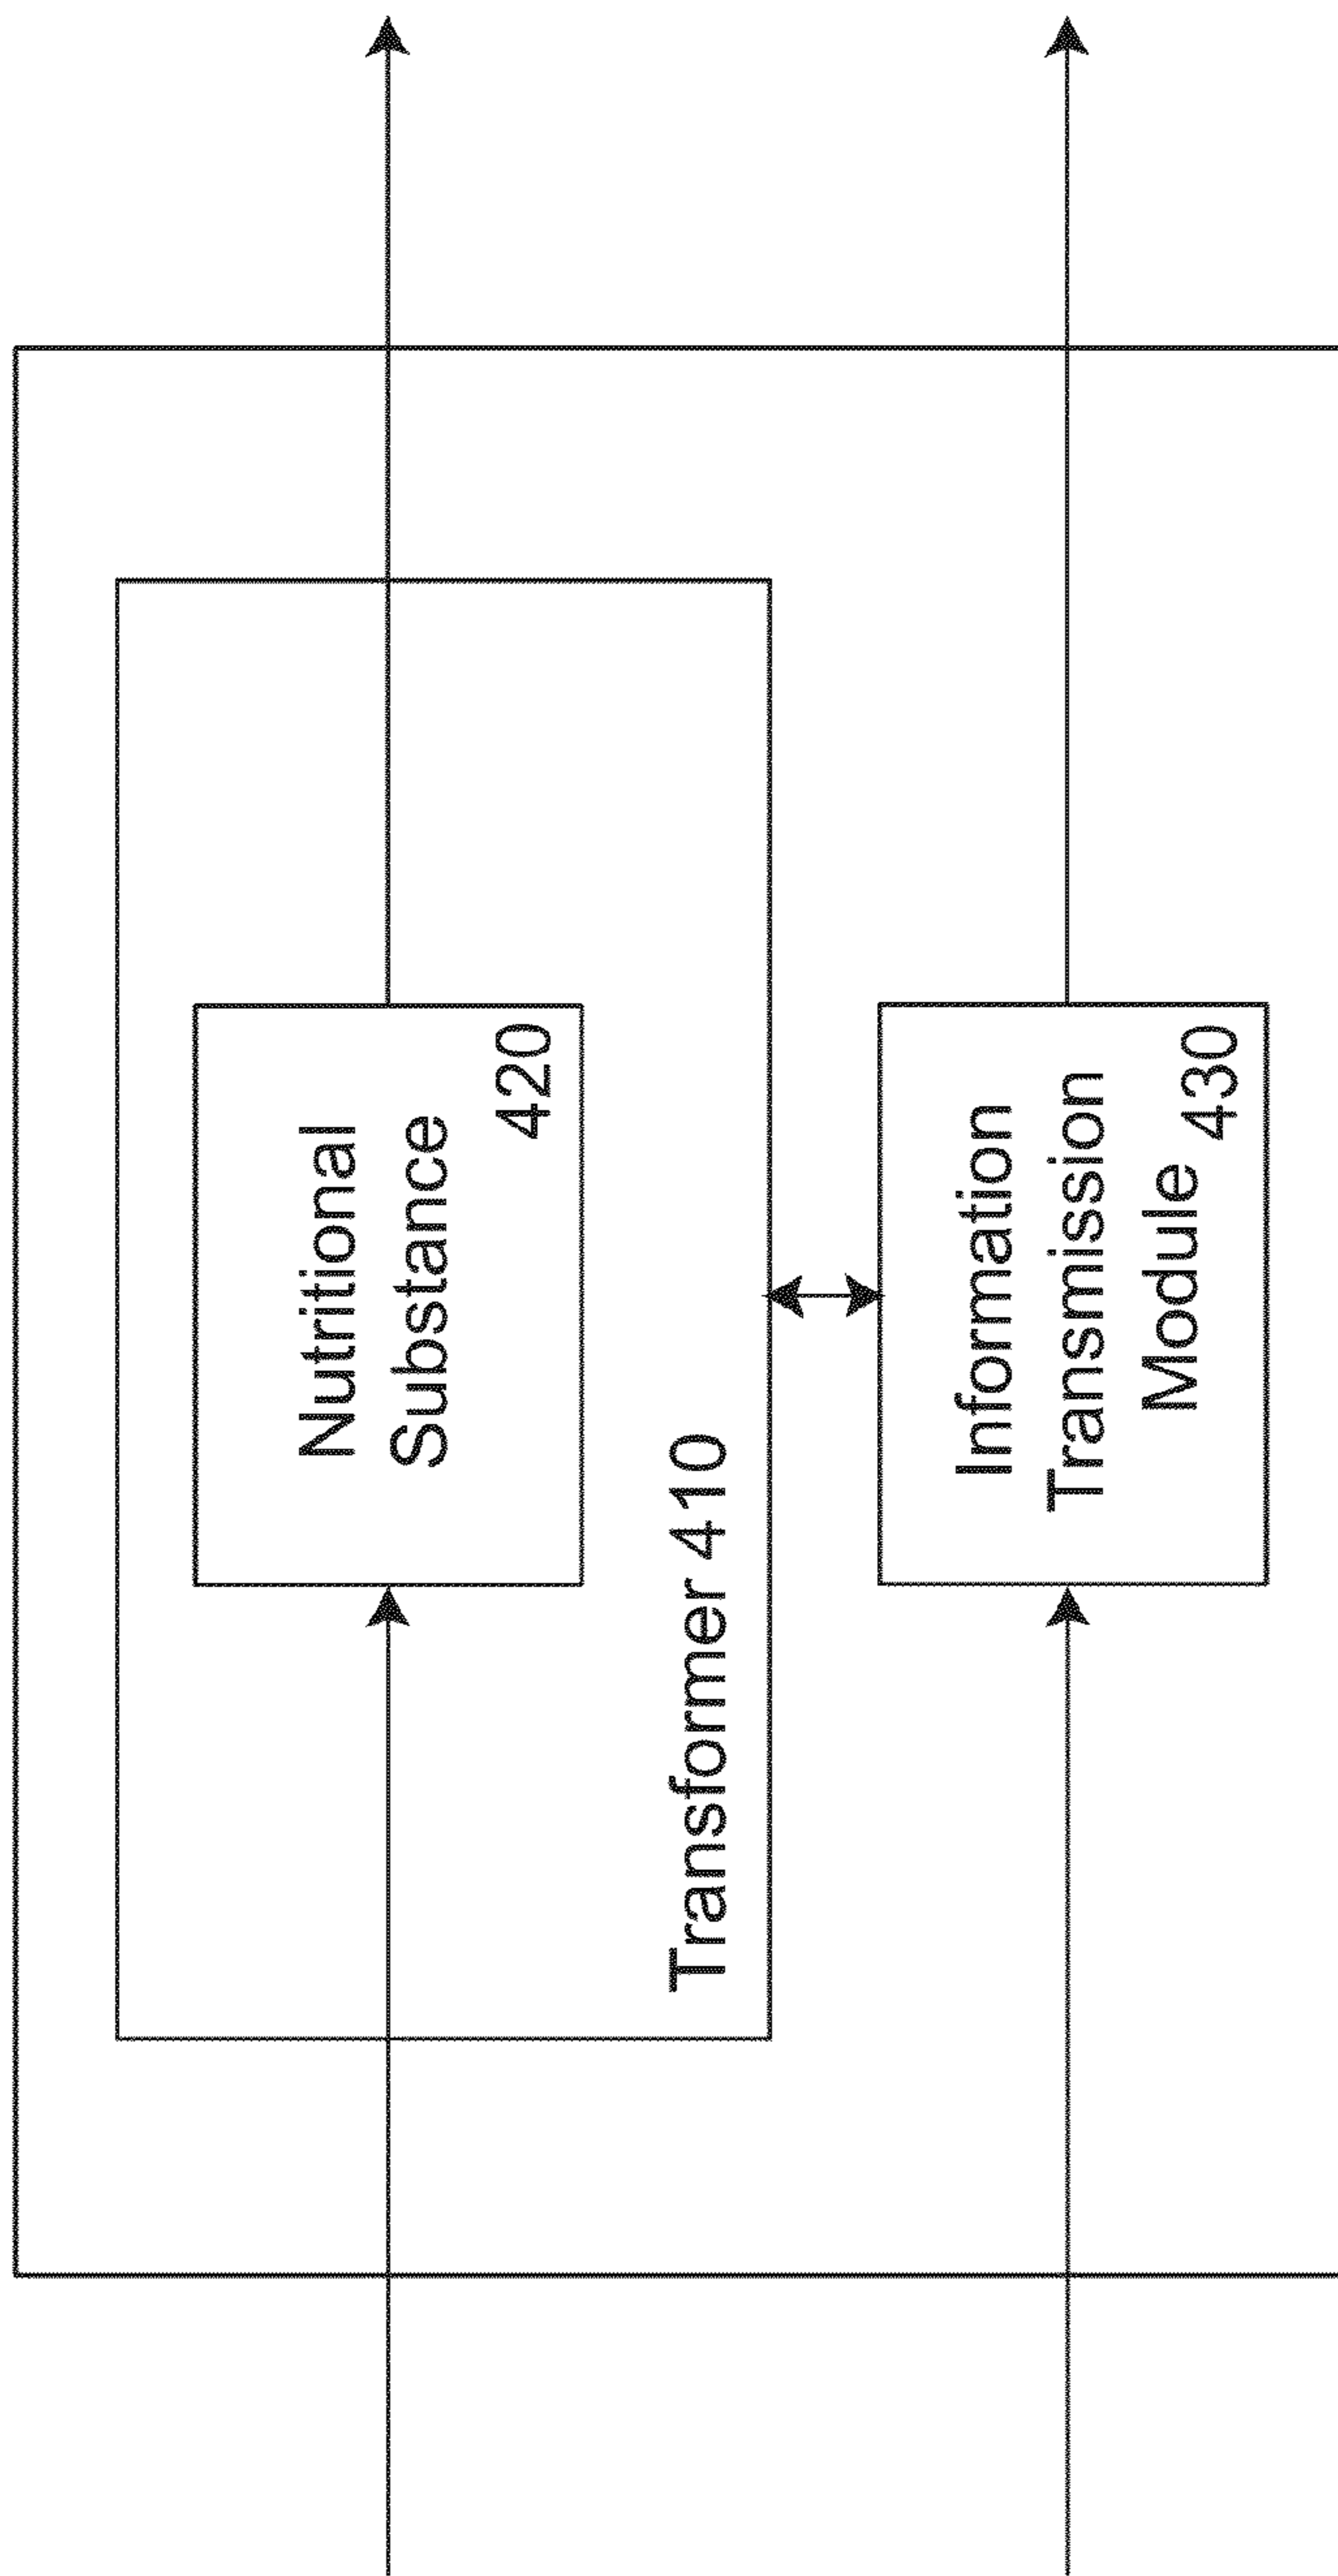 Nutritional
Substance
420
Transformer 410
Information
Transmission
Module 430